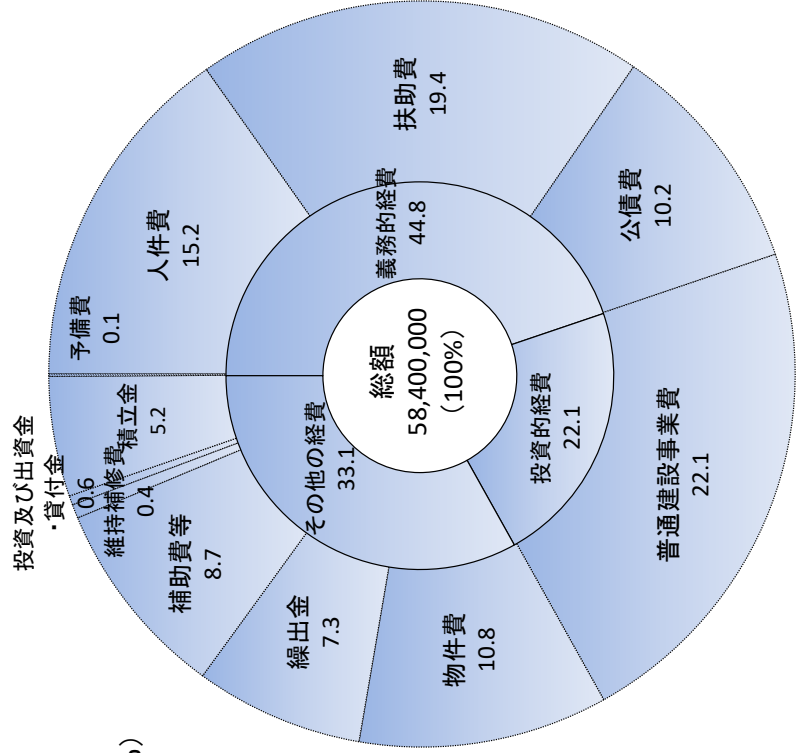 投資及び出資金
・貸付金
0.6
予備費
0.1
人件費
15.2
扶助費
19.4
公債費
10.2
普通建設事業費
22.1
物件費
10.8
繰出金
7.3
補助費等
8.7
維持補修費
0.4
積立金
5.2
義務的経費
44.8
投資的経費
22.1
その他の経費
33.1
総額
58,400,000
(100%)